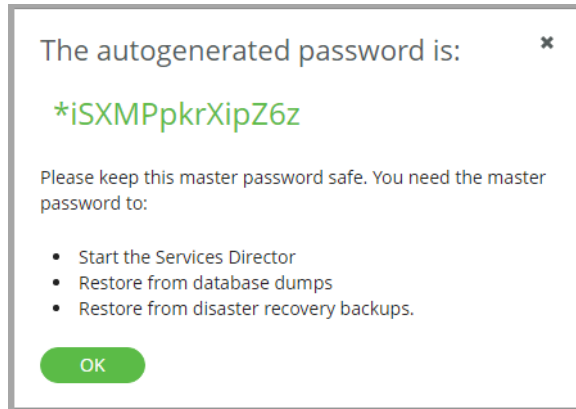 The autogenerated password is:
*iSXMPpkrXipZ6z
Please keep this master password safe. You need the master
password to:
• Start the Services Director
• Restore from database dumps
• Restore from disaster recovery backups.
OK